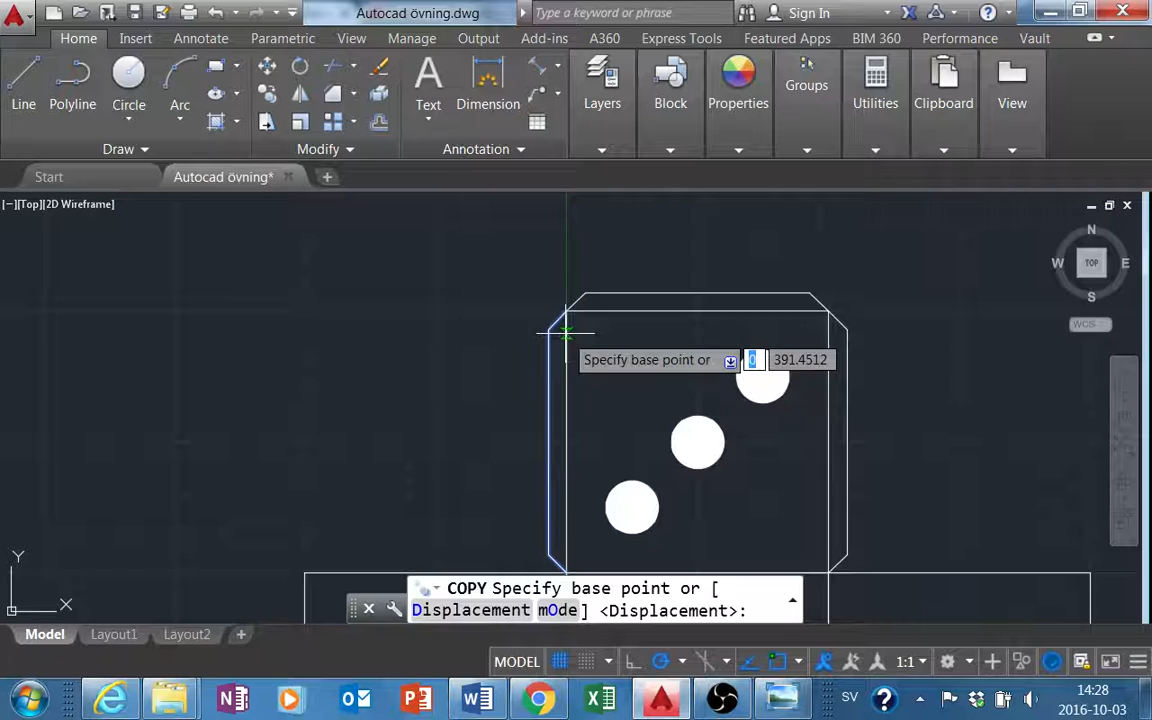 Autocad övning.dwg
Type a keyword or phrase
Sign In
Home Insert Annotate Parametric View Manage Output Add-ins A360 Express Tools Featured Apps BIM 360 Performance Vault
Line Polyline Circle Arc Text Dimension Layers Block Properties Groups Utilities Clipboard View
Draw Modify Annotation
Start Autocad övning*
[−][Top][2D Wireframe]
N
W TOP E
S
WCS
Specify base point or 0 391.4512
Y
X
COPY Specify base point or [
Displacement mOde] <Displacement>:
Model Layout1 Layout2
MODEL 1:1
SV 14:28
2016-10-03